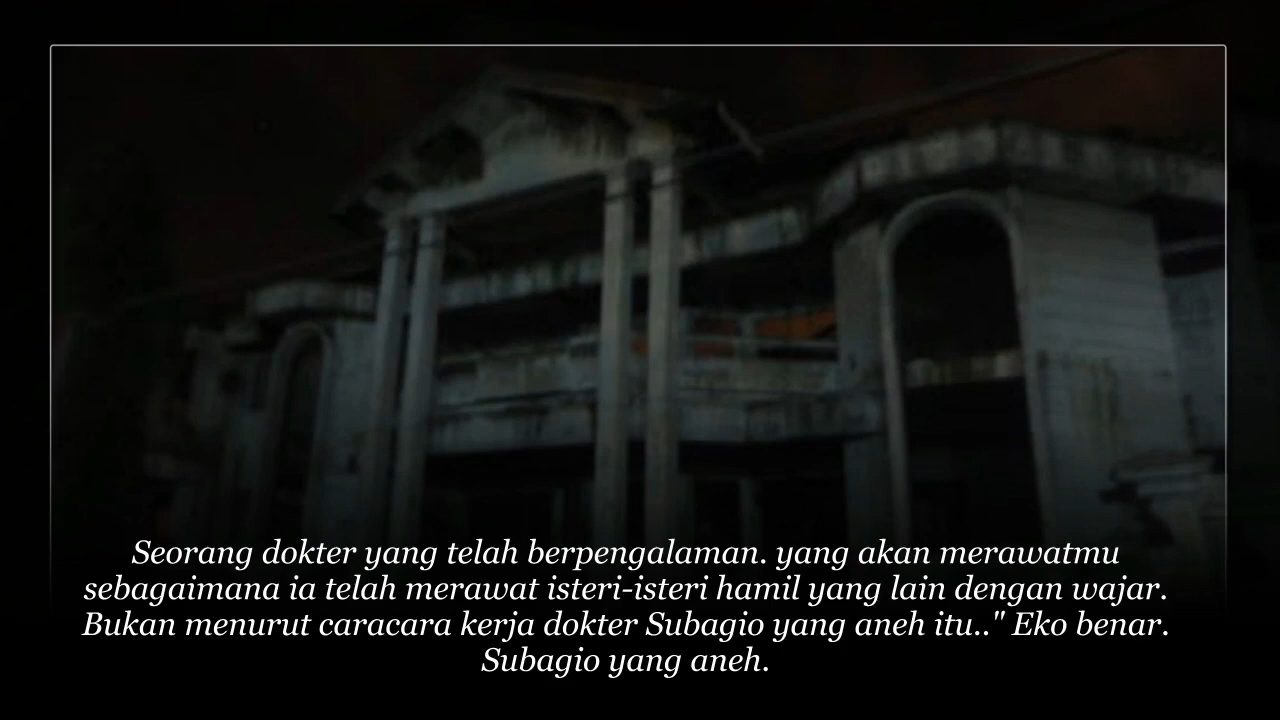 Seorang dokter yang telah berpengalaman. yang akan merawatmu
sebagaimana ia telah merawat isteri-isteri hamil yang lain dengan wajar.
Bukan menurut caracara kerja dokter Subagio yang aneh itu.." Eko benar.
Subagio yang aneh.